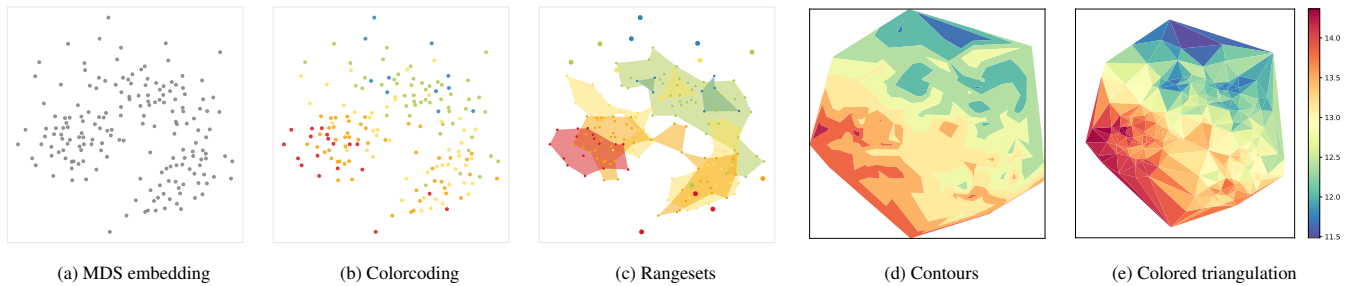 14.0
13.5
13.0
12.5
12.0
11.5
(a) MDS embedding
(b) Colorcoding
(c) Rangesets
(d) Contours
(e) Colored triangulation